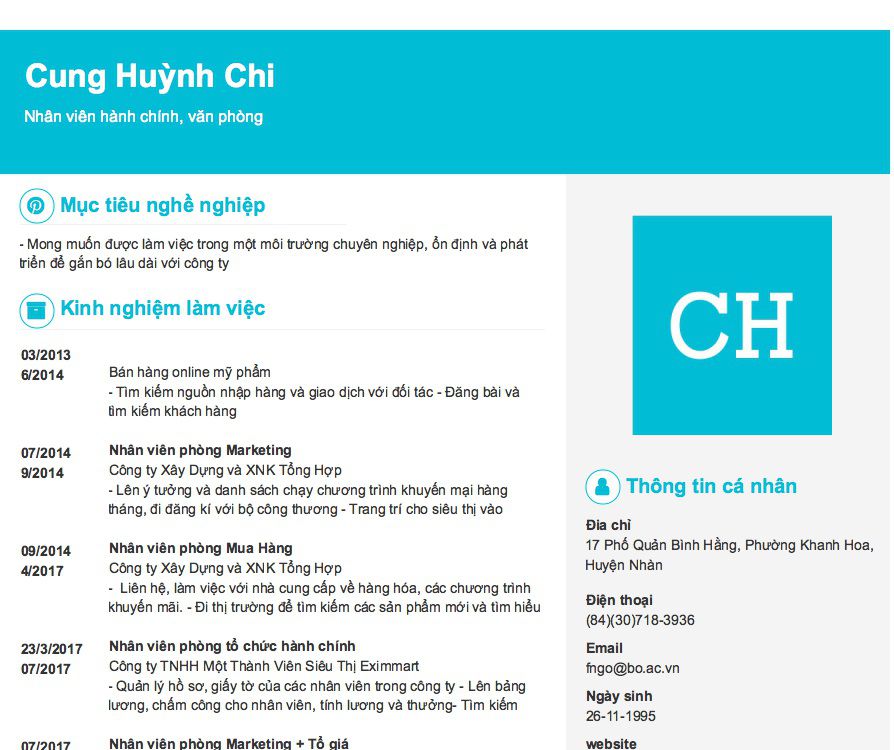 Cung Huỳnh Chi
Nhân viên hành chính, văn phòng
Mục tiêu nghề nghiệp
- Mong muốn được làm việc trong một môi trường chuyên nghiệp, ổn định và phát
triển để gắn bó lâu dài với công ty
Kinh nghiệm làm việc
03/2013
6/2014
Bán hàng online mỹ phẩm
- Tìm kiếm nguồn nhập hàng và giao dịch với đối tác - Đăng bài và
tìm kiếm khách hàng
07/2014
9/2014
Nhân viên phòng Marketing
Công ty Xây Dựng và XNK Tổng Hợp
- Lên ý tưởng và danh sách chạy chương trình khuyến mại hàng
tháng, đi đăng kí với bộ công thương - Trang trí cho siêu thị vào
09/2014
4/2017
Nhân viên phòng Mua Hàng
Công ty Xây Dựng và XNK Tổng Hợp
- Liên hệ, làm việc với nhà cung cấp về hàng hóa, các chương trình
khuyến mãi. - Đi thị trường để tìm kiếm các sản phẩm mới và tìm hiểu
23/3/2017
07/2017
Nhân viên phòng tổ chức hành chính
Công ty TNHH Một Thành Viên Siêu Thị Eximmart
- Quản lý hồ sơ, giấy tờ của các nhân viên trong công ty - Lên bảng
lương, chấm công cho nhân viên, tính lương và thưởng- Tìm kiếm
07/2017
Nhân viên phòng Marketing + Tổ giá
CH
Thông tin cá nhân
Địa chỉ
17 Phố Quản Bình Hằng, Phường Khanh Hoa,
Huyện Nhàn
Điện thoại
(84)(30)718-3936
Email
fngo@bo.ac.vn
Ngày sinh
26-11-1995
website